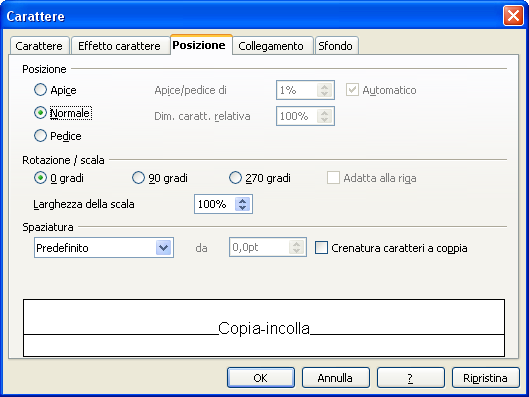 Carattere
Carattere Effetto carattere Posizione Collegamento Sfondo
Posizione
Apice Apice/pedice di 1% Automatico
Normale Dim. caratt. relativa 100%
Pedice
Rotazione / scala
0 gradi 90 gradi 270 gradi Adatta alla riga
Larghezza della scala 100%
Spaziatura
Predefinito da 0,0pt Crenatura caratteri a coppia
Copia-incolla
OK Annulla ? Ripristina